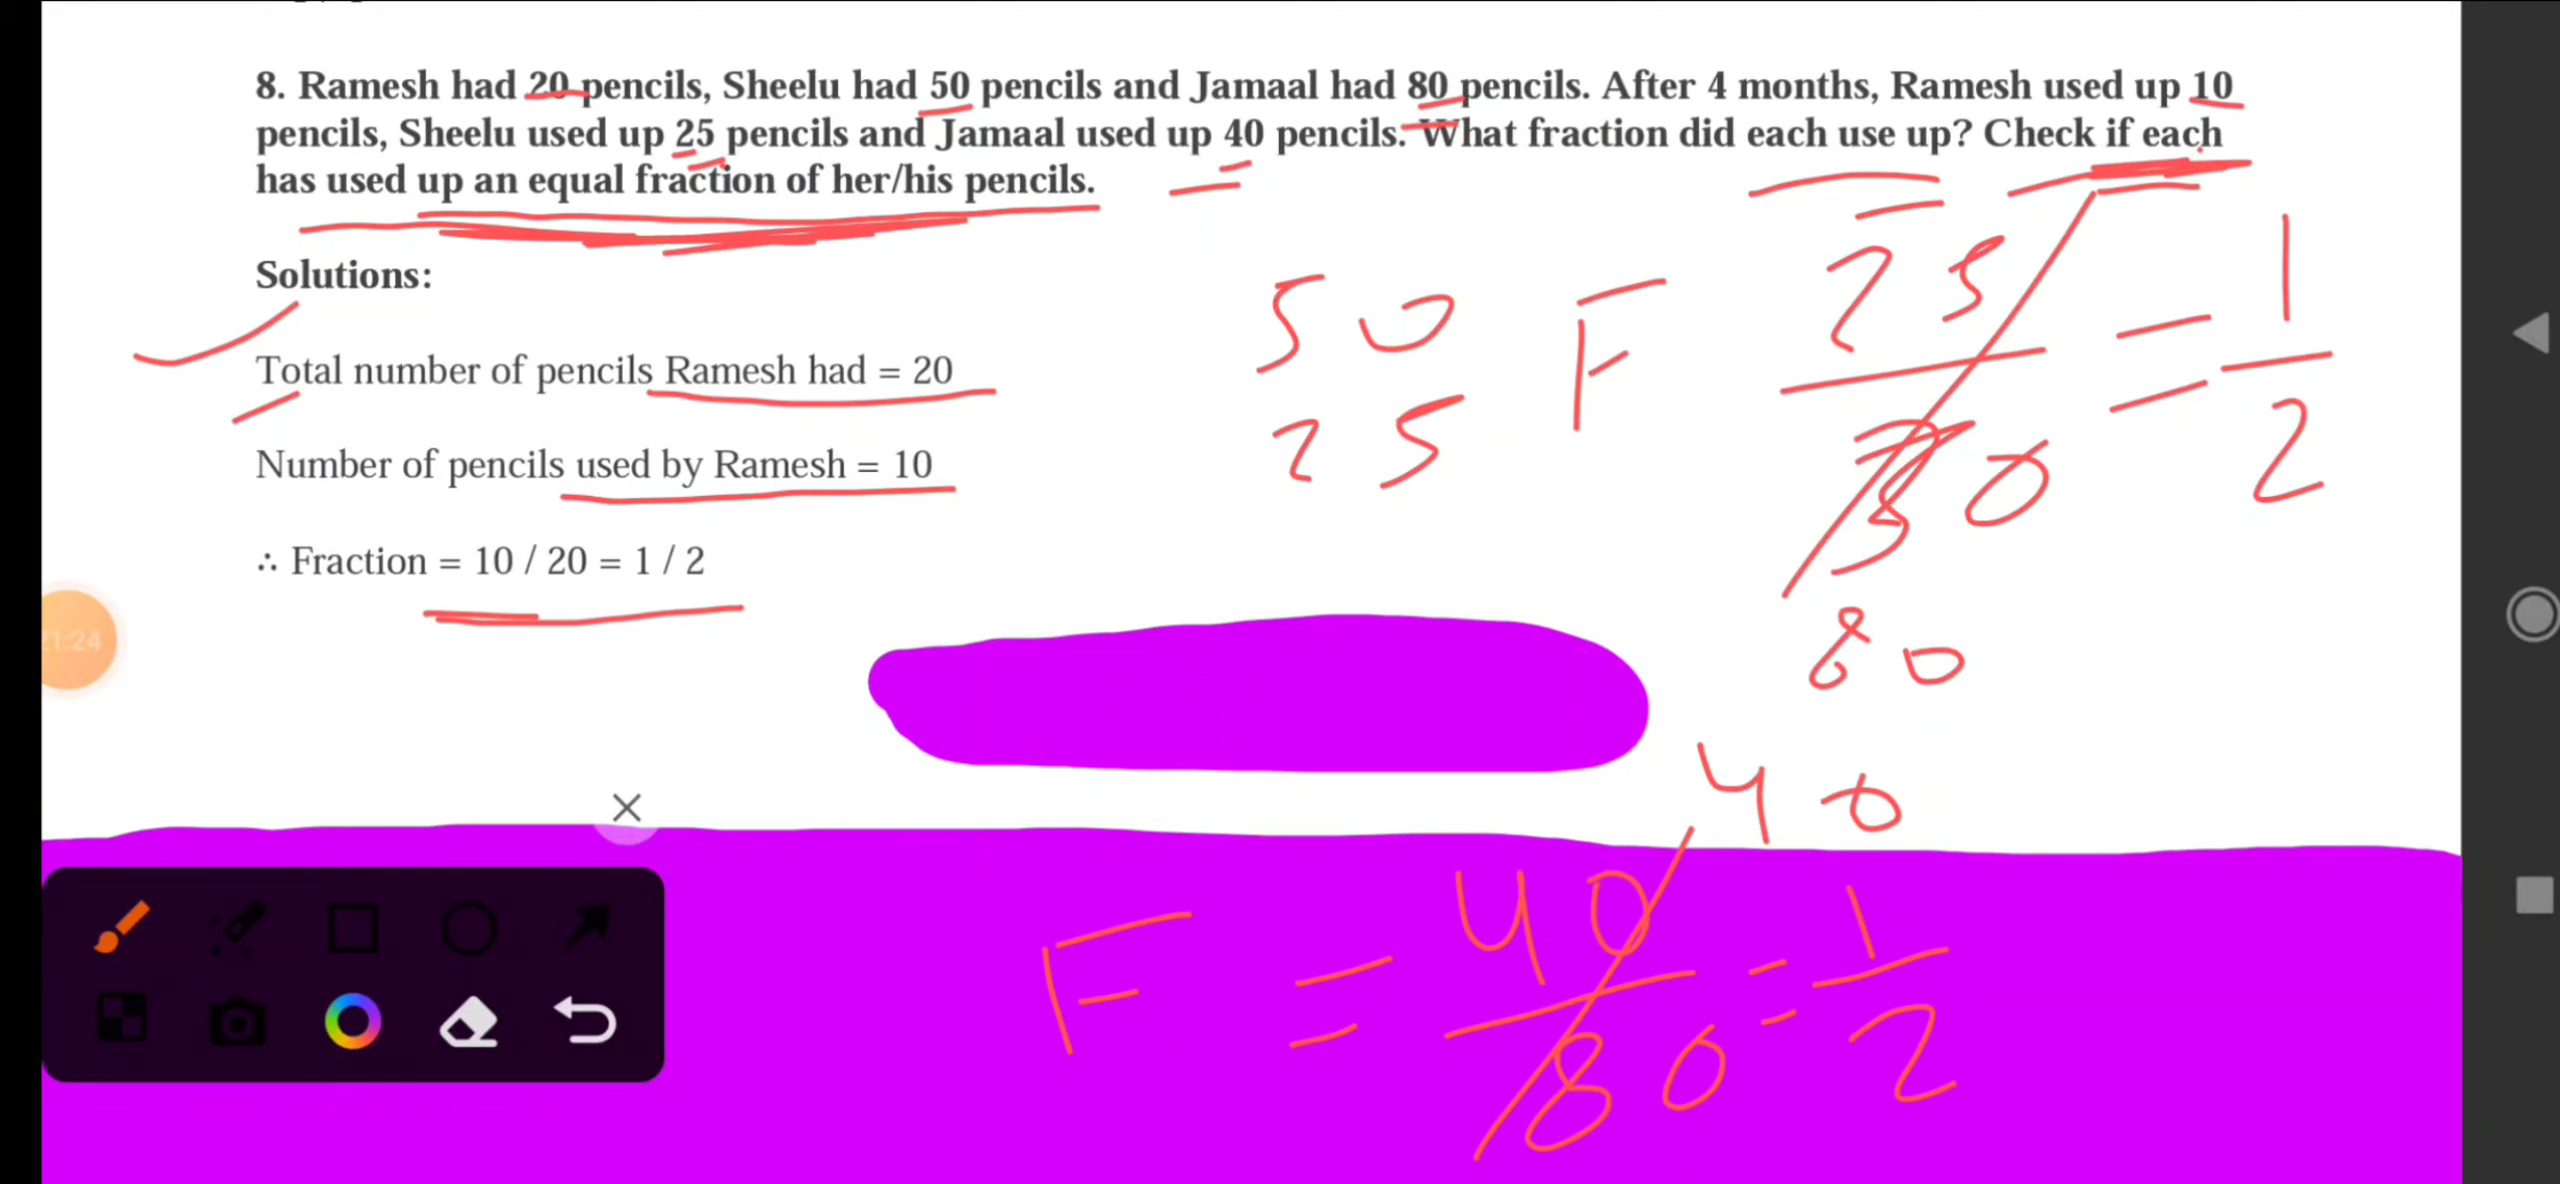 8. Ramesh had 20 pencils, Sheelu had 50 pencils and Jamaal had 80 pencils. After 4 months, Ramesh used up 10
pencils, Sheelu used up 25 pencils and Jamaal used up 40 pencils. What fraction did each use up? Check if each
has used up an equal fraction of her/his pencils.
Solutions:
Total number of pencils Ramesh had = 20
Number of pencils used by Ramesh = 10
∴ Fraction = 10 / 20 = 1 / 2
50
25
F 25/50 = 1/2
80
40
F = 40/80 = 1/2
21:24